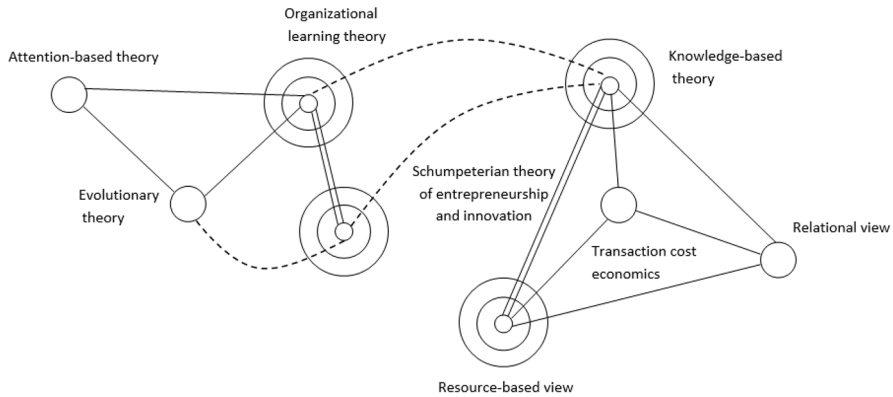 Organizational
learning theory
Attention-based theory
Knowledge-based
theory
Schumpeterian theory
of entrepreneurship
and innovation
Evolutionary
theory
Relational view
Transaction cost
economics
Resource-based view